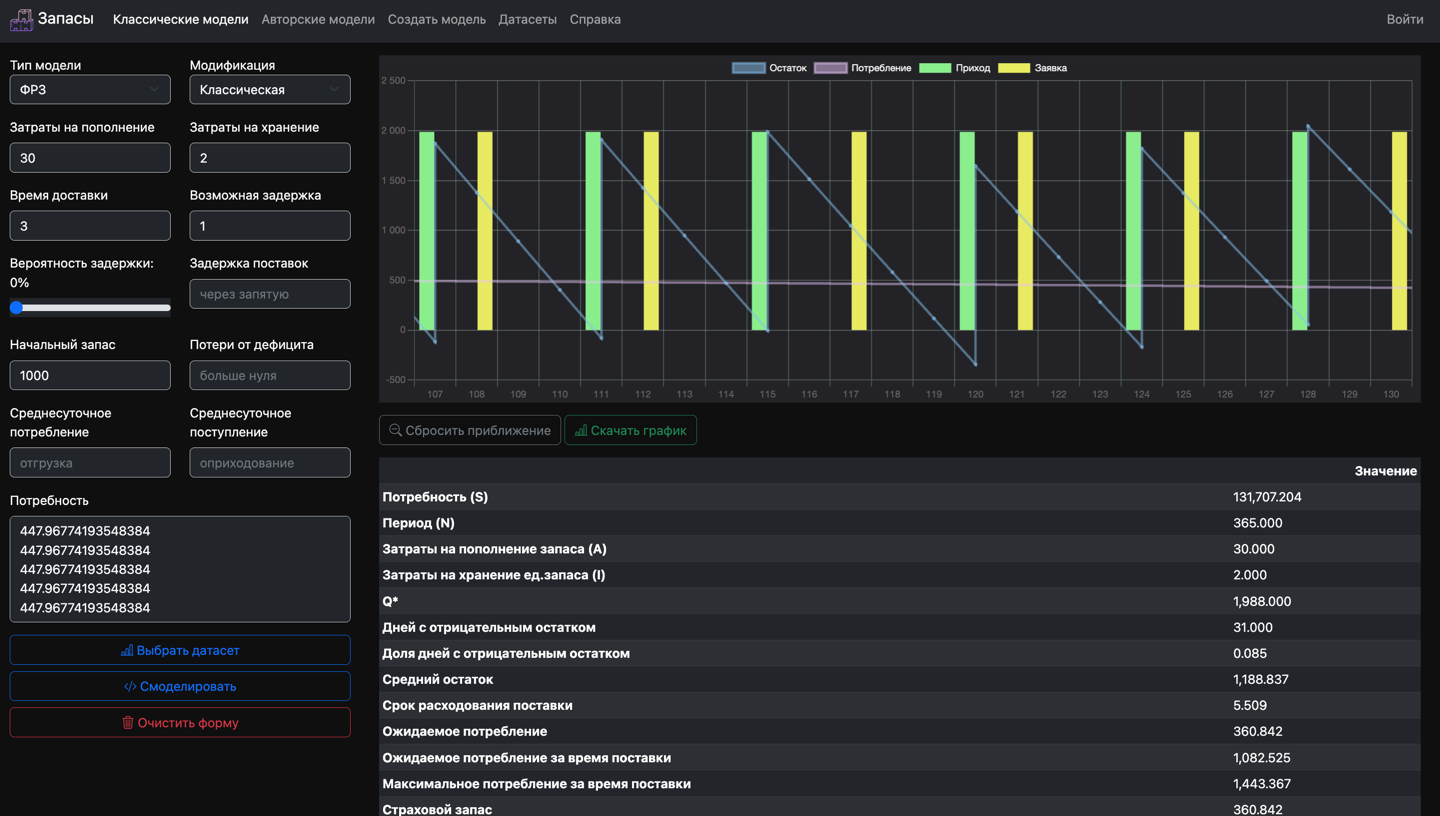 Запасы
Классические модели
Авторские модели
Создать модель
Датасеты
Справка
Войти
Тип модели
Модификация
ФРЗ
Классическая
Затраты на пополнение
Затраты на хранение
30
2
Время доставки
Возможная задержка
3
1
Вероятность задержки:
0%
Задержка поставок
через запятую
Начальный запас
Потери от дефицита
1000
больше нуля
Среднесуточное
потребление
Среднесуточное
поступление
отгрузка
оприходование
Потребность
447.96774193548384
447.96774193548384
447.96774193548384
447.96774193548384
447.96774193548384
Выбрать датасет
</> Смоделировать
Очистить форму
Остаток
Потребление
Приход
Заявка
2 500
2 000
1 500
1 000
500
0
-500
107 108 109 110 111 112 113 114 115 116 117 118 119 120 121 122 123 124 125 126 127 128 129 130
Сбросить приближение
Скачать график
Значение
Потребность (S) 131,707.204
Период (N) 365.000
Затраты на пополнение запаса (A) 30.000
Затраты на хранение ед.запаса (I) 2.000
Q* 1,988.000
Дней с отрицательным остатком 31.000
Доля дней с отрицательным остатком 0.085
Средний остаток 1,188.837
Срок расходования поставки 5.509
Ожидаемое потребление 360.842
Ожидаемое потребление за время поставки 1,082.525
Максимальное потребление за время поставки 1,443.367
Страховой запас 360.842